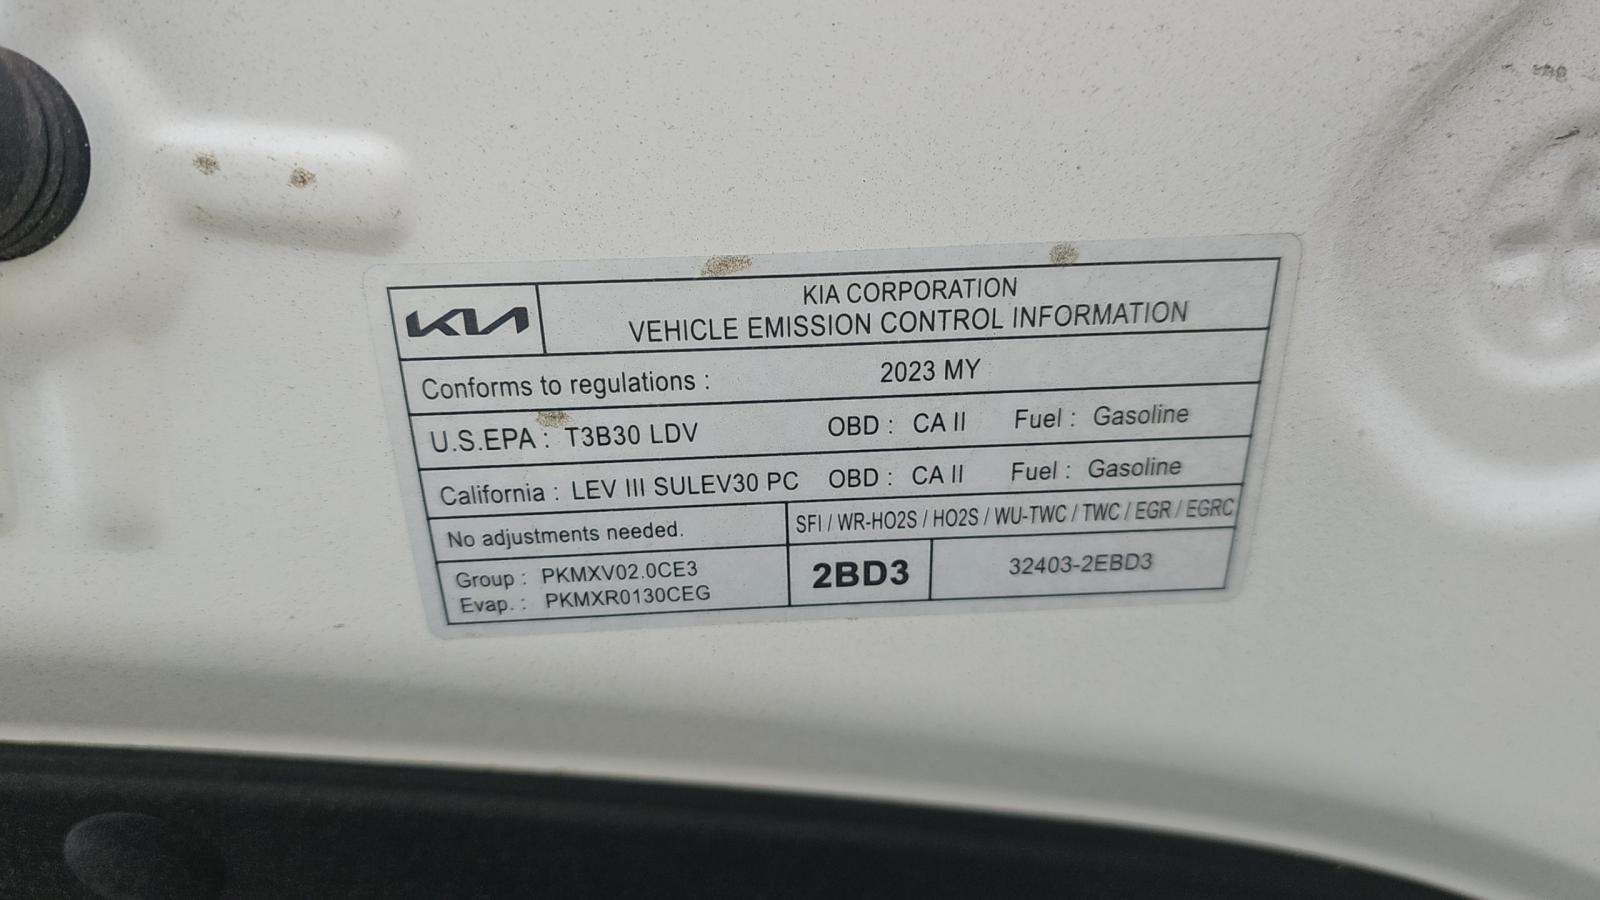 KIA
KIA CORPORATION
VEHICLE EMISSION CONTROL INFORMATION
Conforms to regulations : 2023 MY
U.S.EPA : T3B30 LDV OBD : CA II Fuel : Gasoline
California : LEV III SULEV30 PC OBD : CA II Fuel : Gasoline
No adjustments needed. SFI / WR-HO2S / HO2S / WU-TWC / TWC / EGR / EGRC
Group : PKMXV02.0CE3
Evap. : PKMXR0130CEG
2BD3
32403-2EBD3